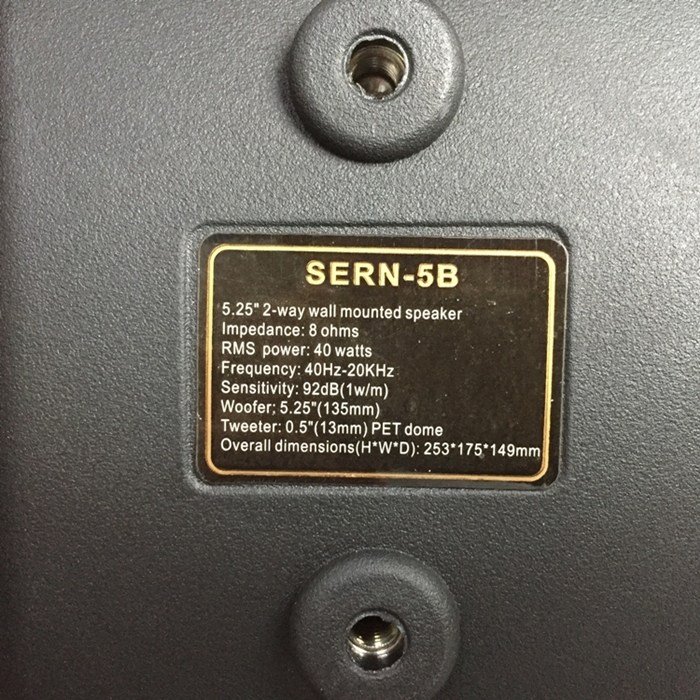 SERN-5B
5.25" 2-way wall mounted speaker
Impedance: 8 ohms
RMS power: 40 watts
Frequency: 40Hz-20KHz
Sensitivity: 92dB(1w/m)
Woofer; 5.25"(135mm)
Tweeter: 0.5"(13mm) PET dome
Overall dimensions(H*W*D): 253*175*149mm